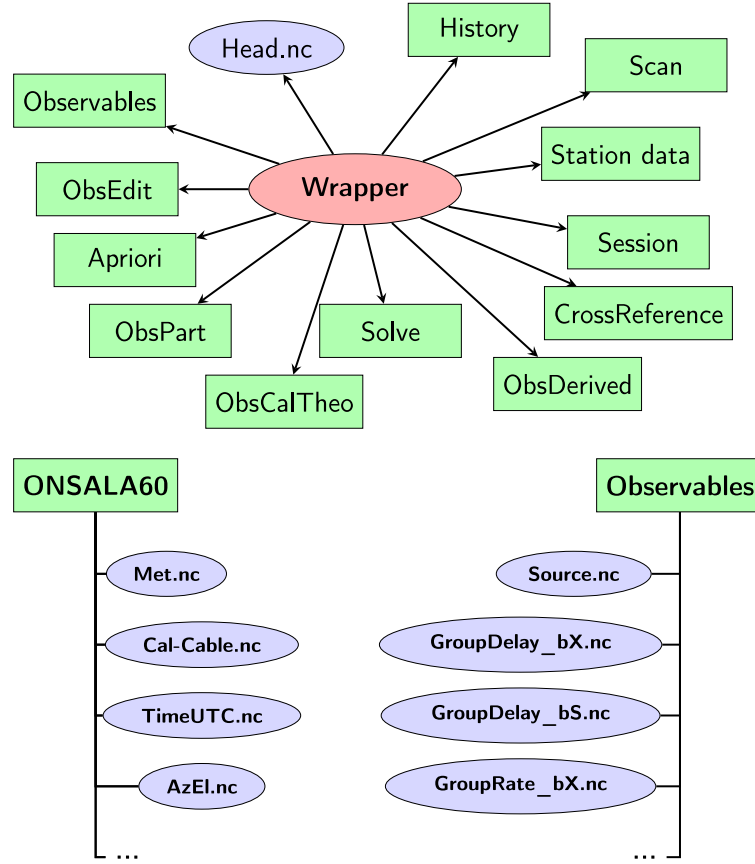 Head.nc
History
Scan
Observables
Station data
ObsEdit
Wrapper
Session
Apriori
CrossReference
ObsPart
Solve
ObsDerived
ObsCalTheo
ONSALA60
Observables
Met.nc
Source.nc
Cal-Cable.nc
GroupDelay_bX.nc
TimeUTC.nc
GroupDelay_bS.nc
AzEl.nc
GroupRate_bX.nc
...
...